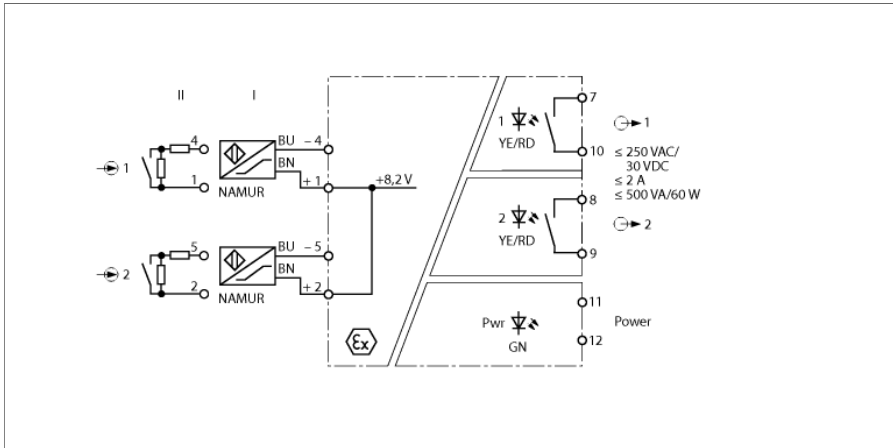 II I
1
4
1
BU – 4
BN
+ 1
NAMUR
+8,2 V
2
5
2
BU – 5
BN
+ 2
NAMUR
Ex
1
YE/RD
7
10
1
≤ 250 VAC/
30 VDC
≤ 2 A
≤ 500 VA/60 W
2
YE/RD
8
9
2
Pwr
GN
11
12
Power